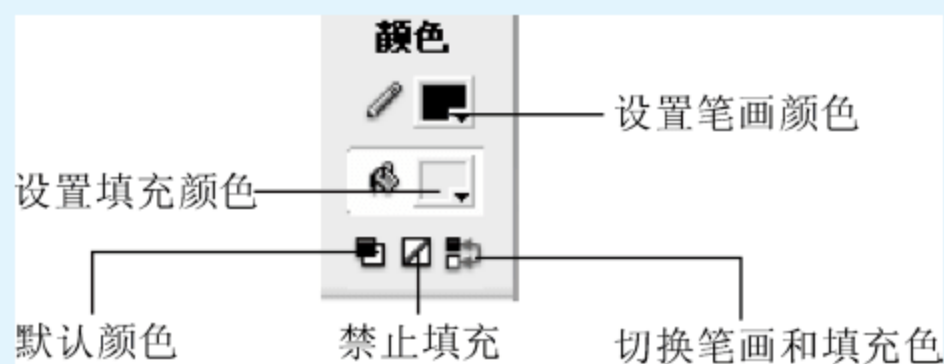 颜色
设置笔画颜色
设置填充颜色
默认颜色
禁止填充
切换笔画和填充色